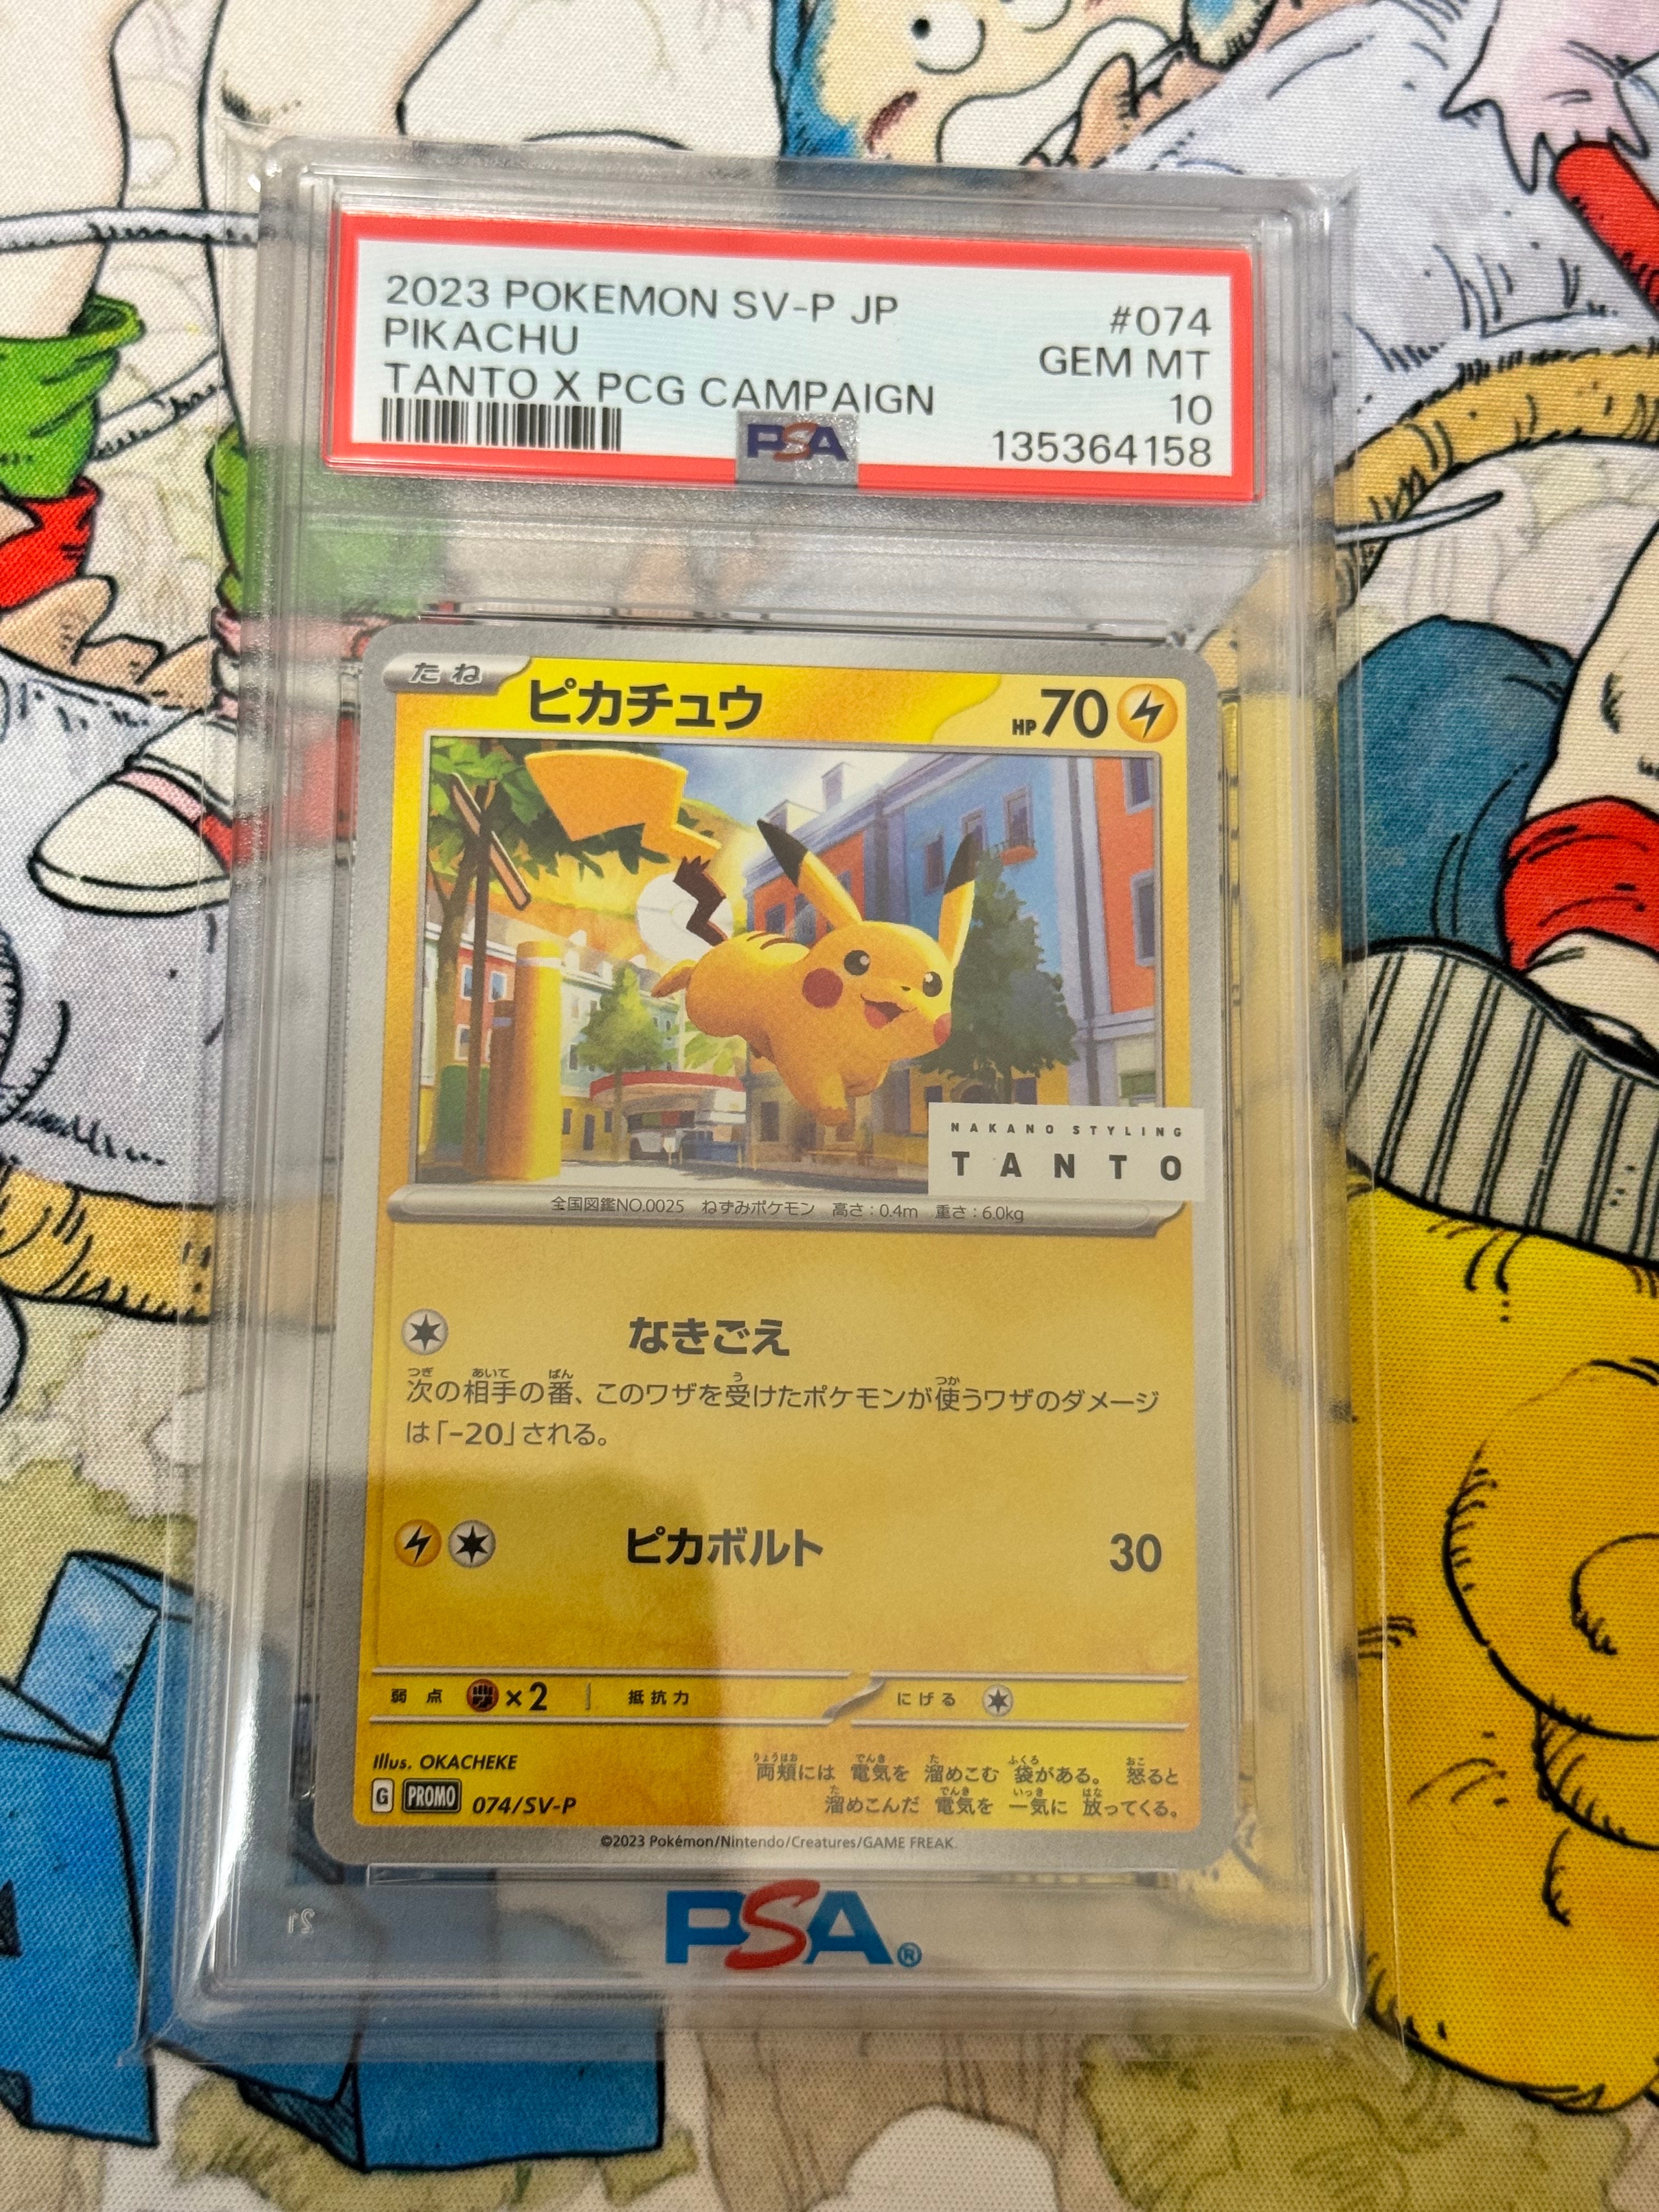 2023 POKEMON SV-P JP #074
PIKACHU GEM MT
TANTO X PCG CAMPAIGN 10
PSA 135364158
たね ピカチュウ HP70
NAKANO STYLING
TANTO
全国図鑑NO.0025 ねずみポケモン 高さ:0.4m 重さ:6.0kg
なきごえ
次の相手の番、このワザを受けたポケモンが使うワザのダメージ
は「-20」される。
ピカボルト 30
弱点 ×2 抵抗力 にげる
Illus. OKACHEKE
両頬には 電気を 溜めこむ 袋がある。 怒ると
G PROMO 074/SV-P
溜めこんだ 電気を 一気に 放ってくる。
©2023 Pokémon/Nintendo/Creatures/GAME FREAK.
PSA®
21